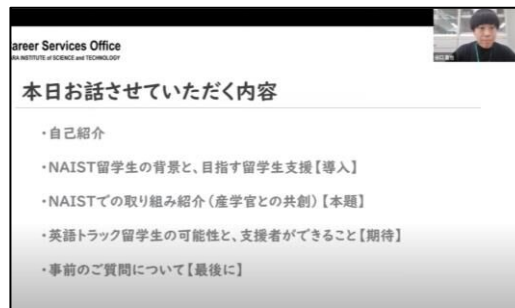 areer Services Office
RA INSTITUTE of SCIENCE and TECHNOLOGY
本日お話させていただく内容
・自己紹介
・NAIST留学生の背景と、目指す留学生支援【導入】
・NAISTでの取り組み紹介（産学官との共創）【本題】
・英語トラック留学生の可能性と、支援者ができること【期待】
・事前のご質問について【最後に】